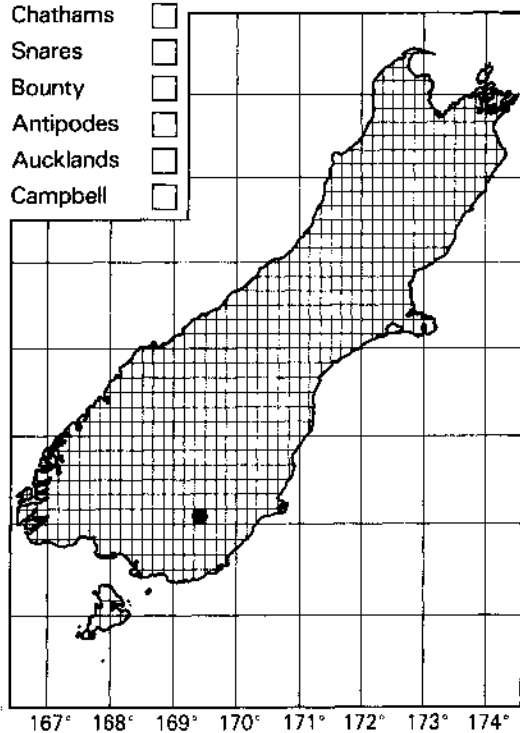 Chathams
Snares
Bounty
Antipodes
Aucklands
Campbell
167° 168° 169° 170° 171° 172° 173° 174°